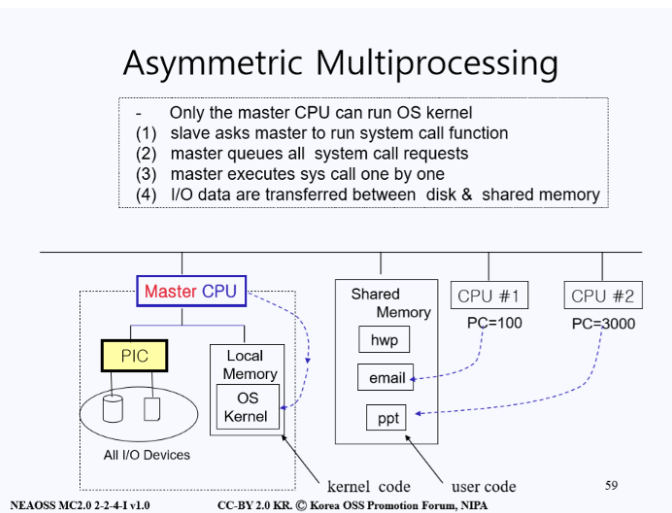 Asymmetric Multiprocessing
- Only the master CPU can run OS kernel
(1) slave asks master to run system call function
(2) master queues all system call requests
(3) master executes sys call one by one
(4) I/O data are transferred between disk & shared memory
Master CPU
PIC
All I/O Devices
Local
Memory
OS
Kernel
Shared
Memory
hwp
email
ppt
CPU #1
PC=100
CPU #2
PC=3000
kernel code
user code
59
NEAOSS MC2.0 2-2-4-I v1.0
CC-BY 2.0 KR. © Korea OSS Promotion Forum, NIPA